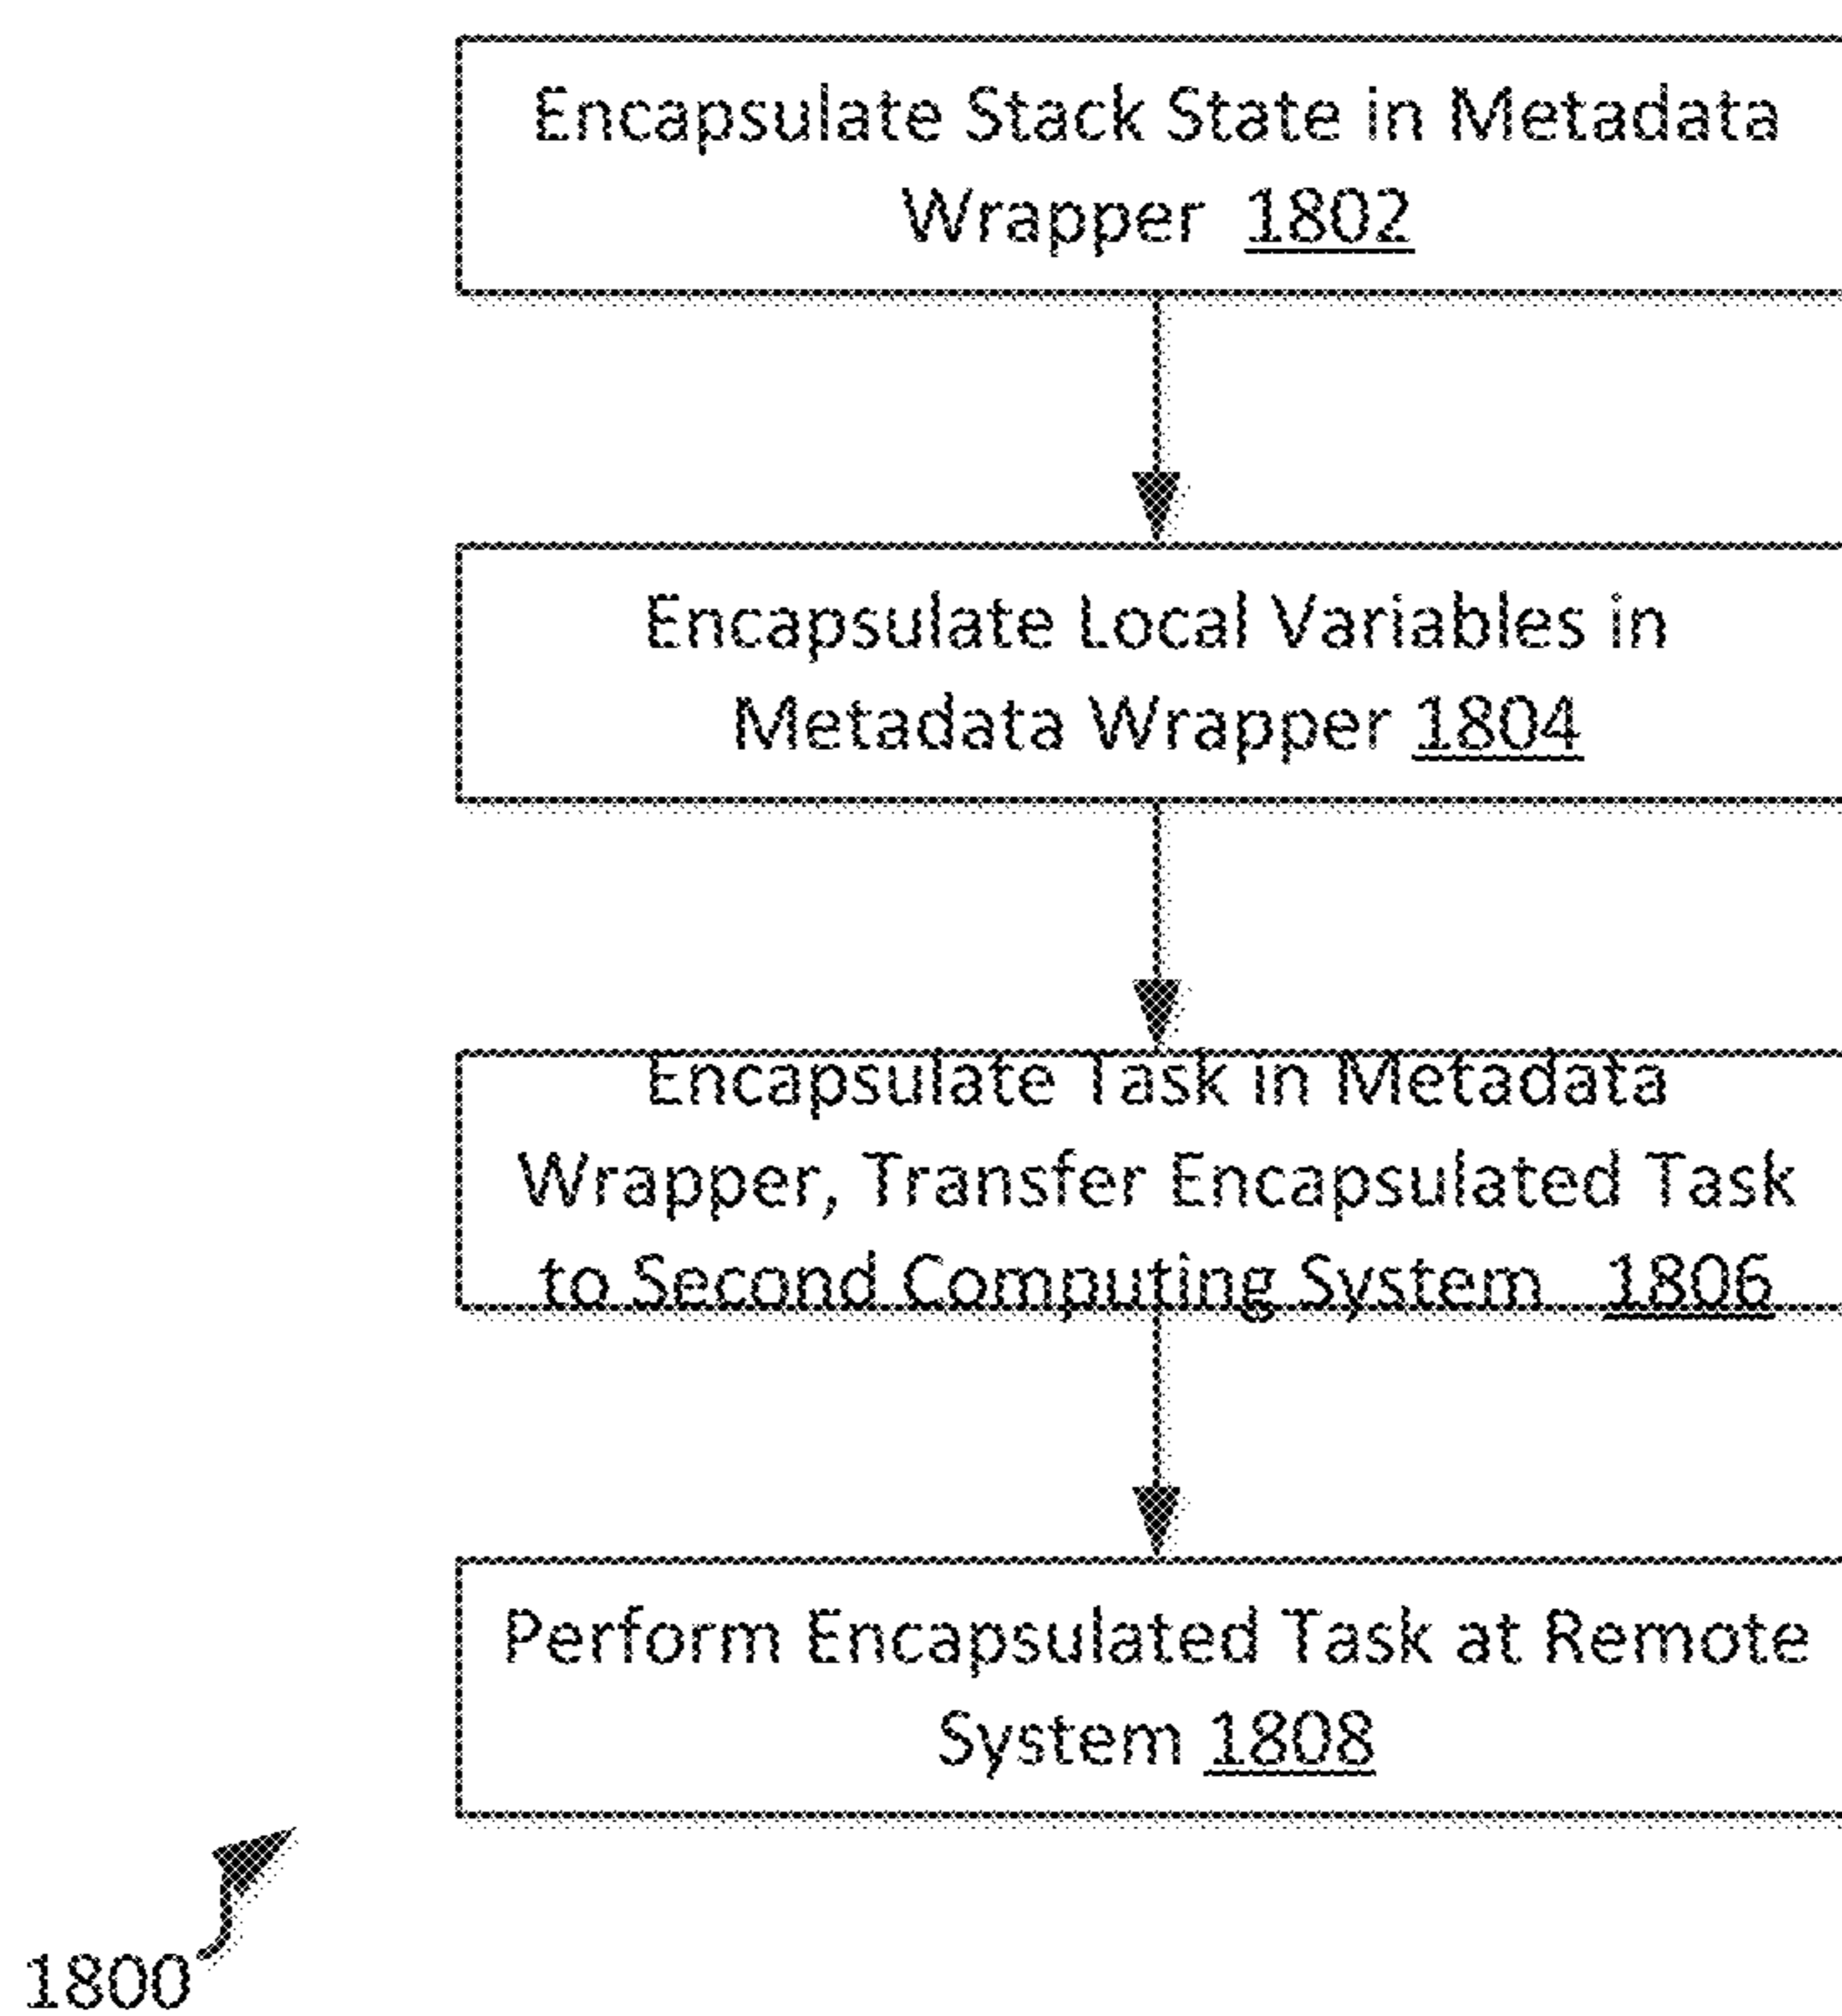 Encapsulate Stack State in Metadata
Wrapper 1802
Encapsulate Local Variables in
Metadata Wrapper 1804
Encapsulate Task in Metadata
Wrapper, Transfer Encapsulated Task
to Second Computing System 1806
Perform Encapsulated Task at Remote
System 1808
1800